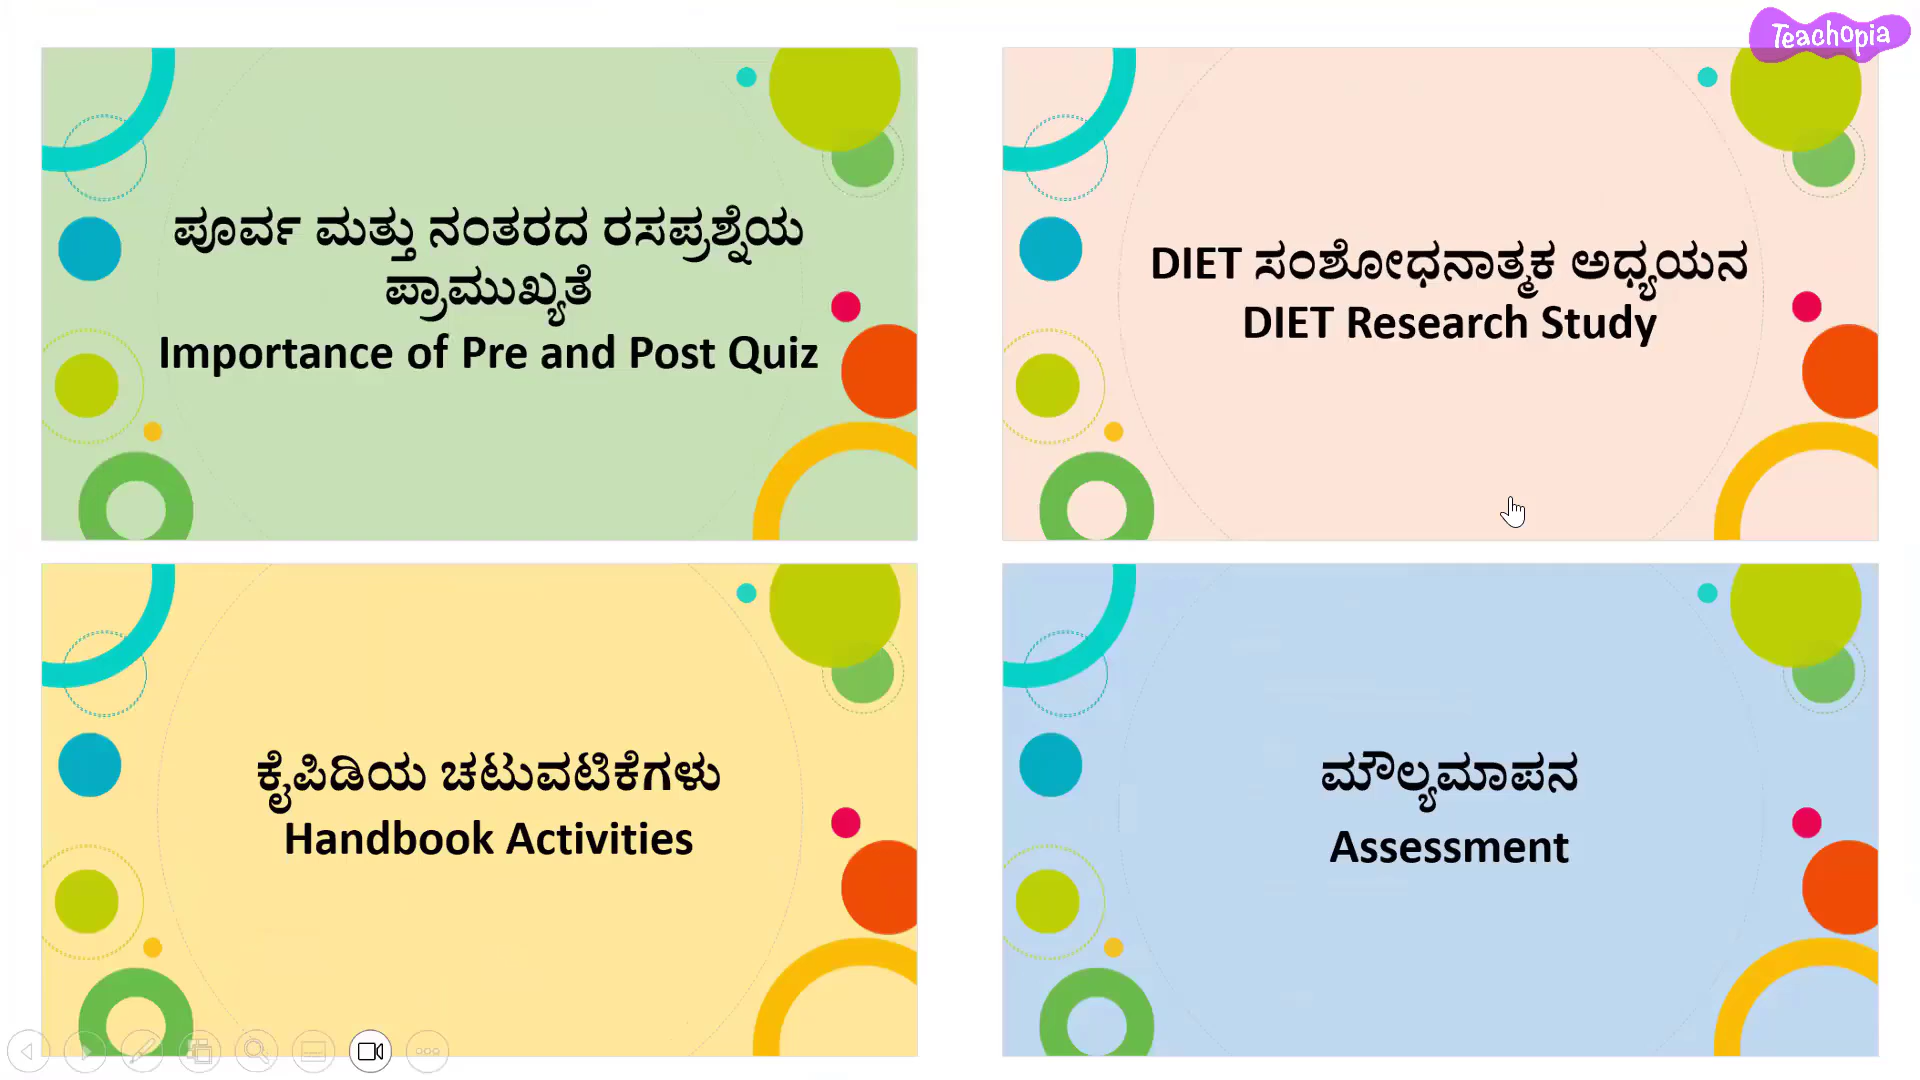 Teachopia
ಪೂರ್ವ ಮತ್ತು ನಂತರದ ರಸಪ್ರಶ್ನೆಯ
ಪ್ರಾಮುಖ್ಯತೆ
Importance of Pre and Post Quiz
DIET ಸಂಶೋಧನಾತ್ಮಕ ಅಧ್ಯಯನ
DIET Research Study
ಕೈಪಿಡಿಯ ಚಟುವಟಿಕೆಗಳು
Handbook Activities
ಮೌಲ್ಯಮಾಪನ
Assessment